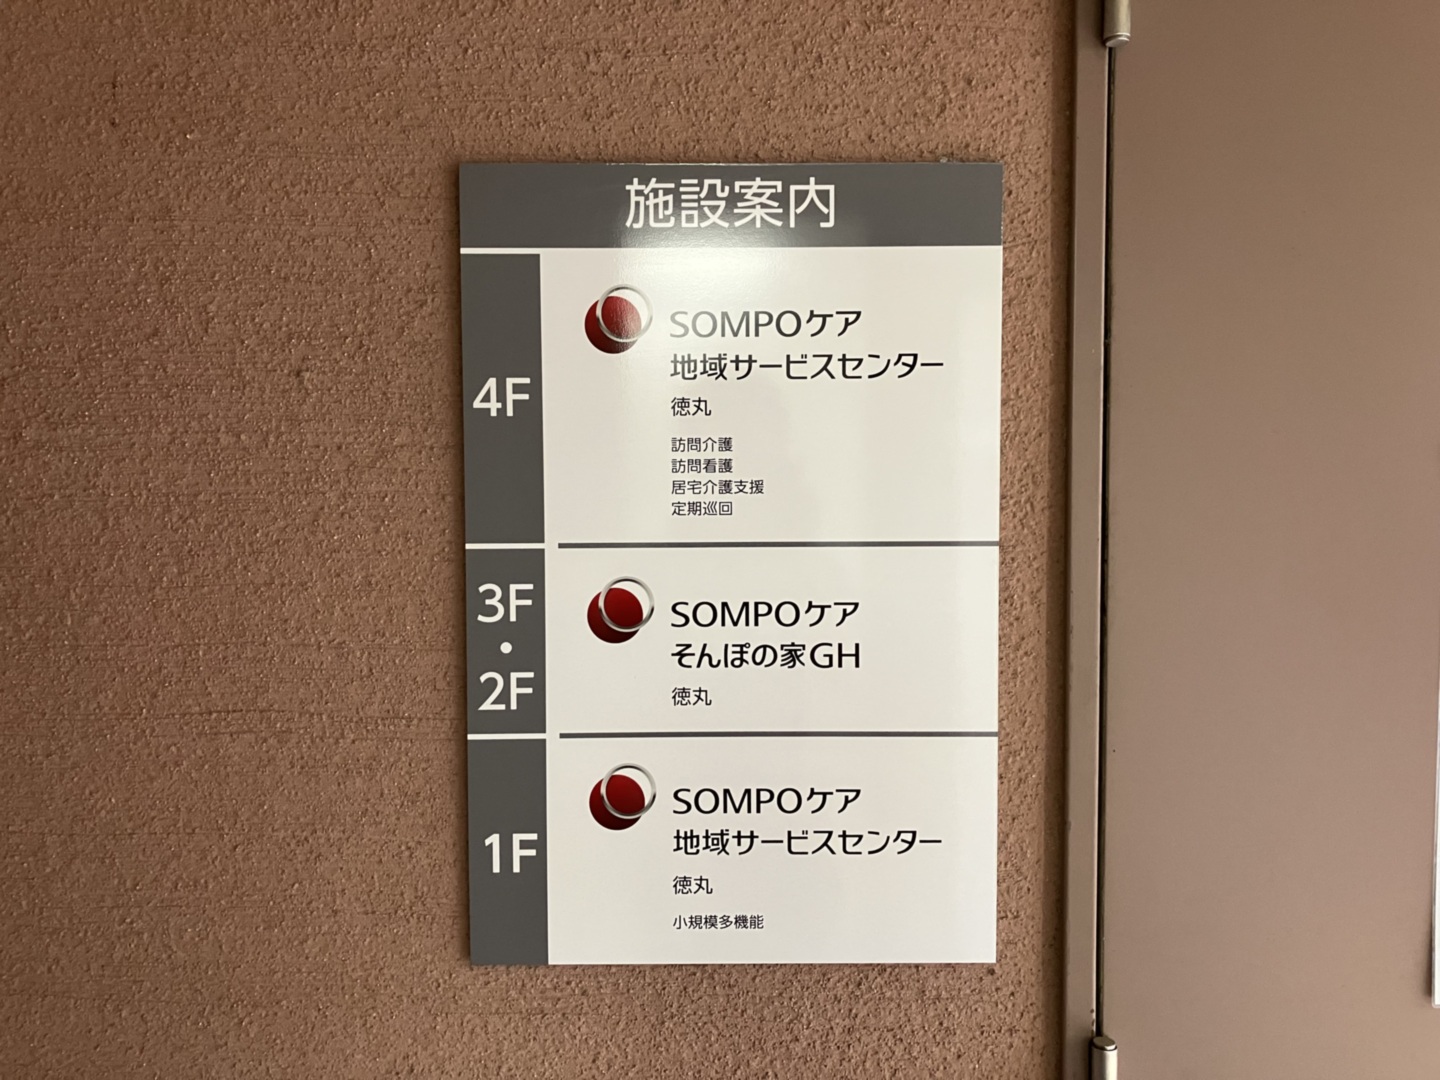 施設案内
4F
SOMPOケア
地域サービスセンター
徳丸
訪問介護
訪問看護
居宅介護支援
定期巡回
3F
・
2F
SOMPOケア
そんぽの家GH
徳丸
1F
SOMPOケア
地域サービスセンター
徳丸
小規模多機能